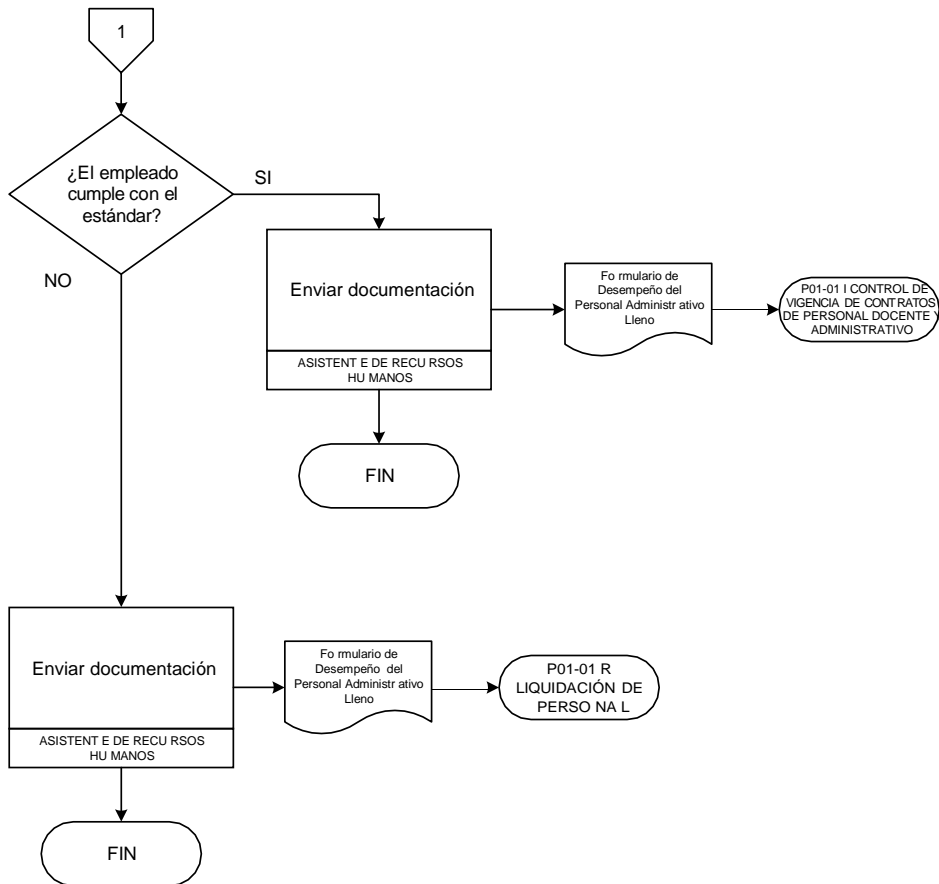 1
¿El empleado
cumple con el
estándar?
SI
NO
Enviar documentación
ASISTENT E DE RECU RSOS
HU MANOS
Fo rmulario de
Desempeño del
Personal Administr ativo
Lleno
P01-01 I CONTROL DE
VIGENCIA DE CONTRATOS
DE PERSONAL DOCENTE Y
ADMINISTRATIVO
FIN
Enviar documentación
ASISTENT E DE RECU RSOS
HU MANOS
Fo rmulario de
Desempeño del
Personal Administr ativo
Lleno
P01-01 R
LIQUIDACIÓN DE
PERSO NA L
FIN